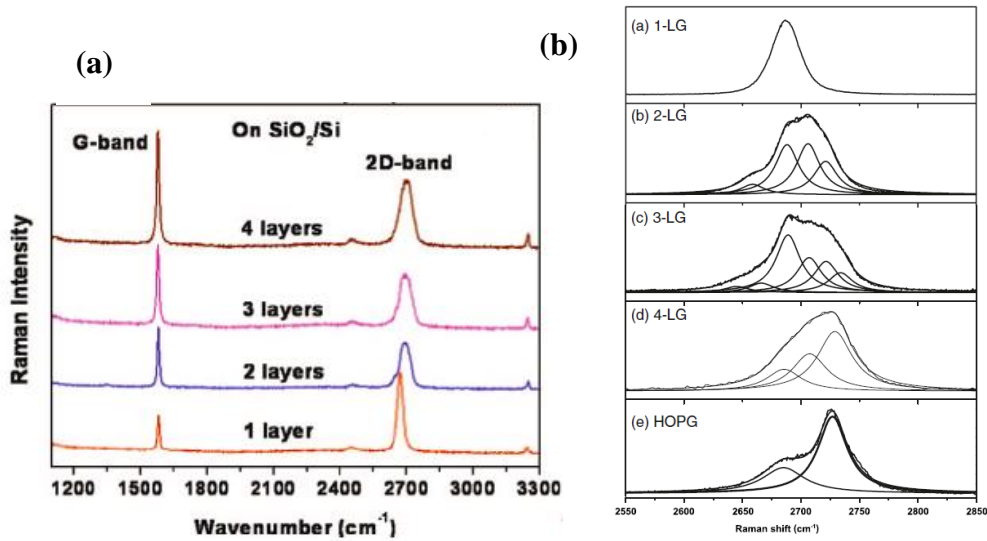 (a)
On SiO2/Si
G-band
2D-band
4 layers
3 layers
2 layers
1 layer
Raman Intensity
1200 1500 1800 2100 2400 2700 3000 3300
Wavenumber (cm-1)
(b)
(a) 1-LG
(b) 2-LG
(c) 3-LG
(d) 4-LG
(e) HOPG
2550 2600 2650 2700 2750 2800 2850
Raman shift (cm-1)